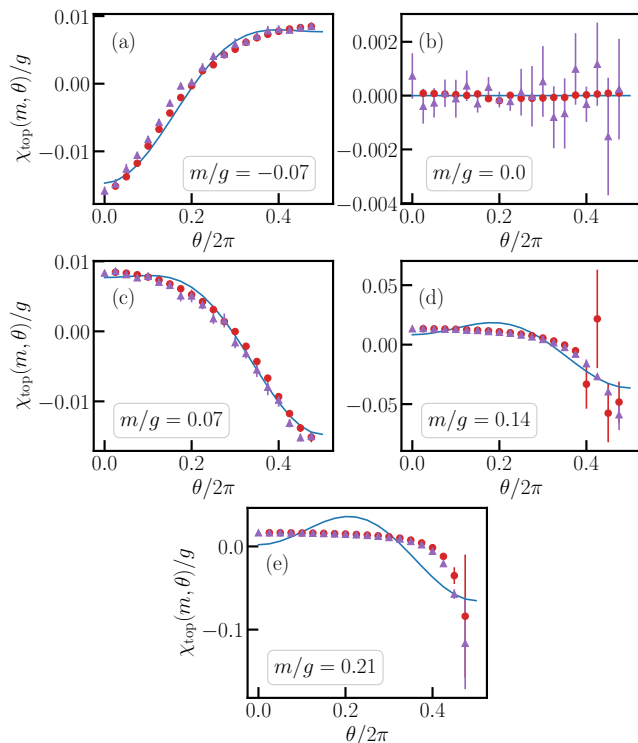 0.01
0.00
−0.01
χtop(m, θ)/g
(a)
m/g = −0.07
0.0 0.2 0.4
θ/2π
0.002
0.000
−0.002
−0.004
(b)
m/g = 0.0
0.0 0.2 0.4
θ/2π
0.01
0.00
−0.01
χtop(m, θ)/g
(c)
m/g = 0.07
0.0 0.2 0.4
θ/2π
0.05
0.00
−0.05
(d)
m/g = 0.14
0.0 0.2 0.4
θ/2π
0.0
−0.1
χtop(m, θ)/g
(e)
m/g = 0.21
0.0 0.2 0.4
θ/2π